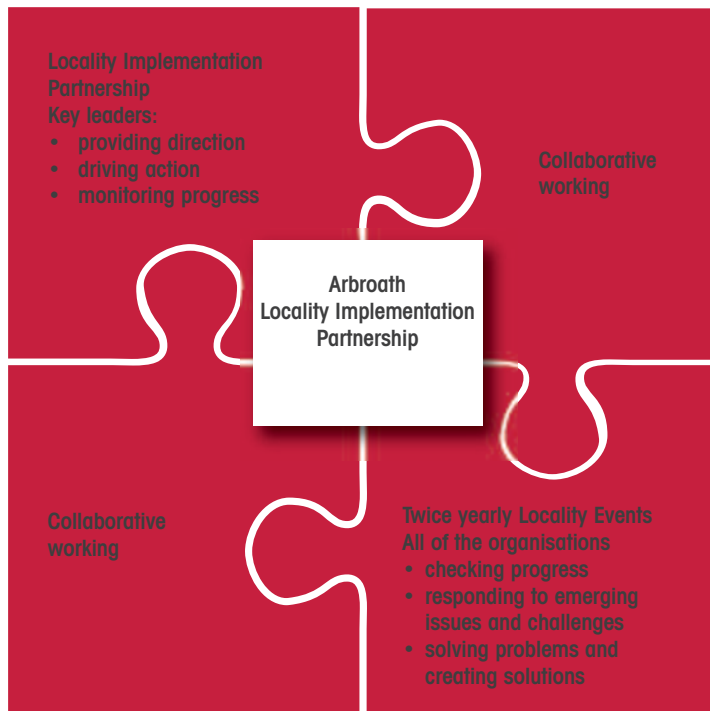 Locality Implementation
Partnership
Key leaders:
• providing direction
• driving action
• monitoring progress
Collaborative
working
Arbroath
Locality Implementation
Partnership
Collaborative
working
Twice yearly Locality Events
All of the organisations
• checking progress
• responding to emerging
issues and challenges
• solving problems and
creating solutions